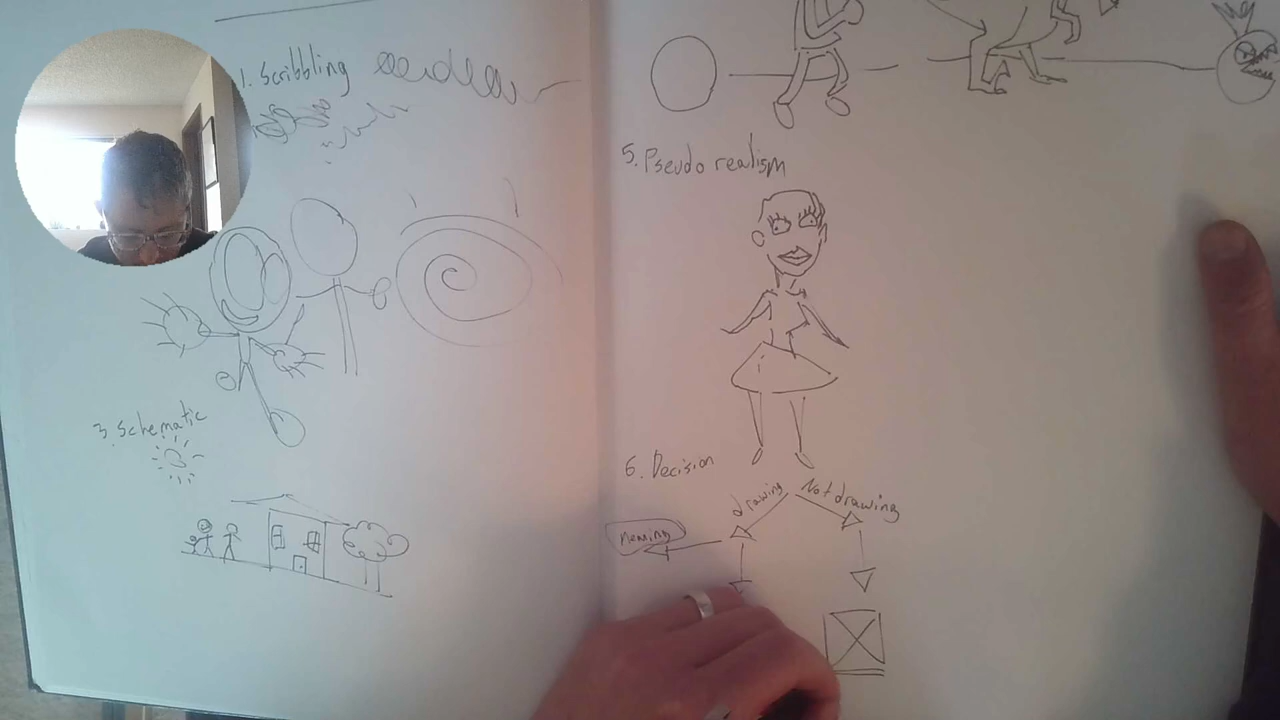 1. Scribbling
3. Schematic
5. Pseudo realism
6. Decision
drawing
Not drawing